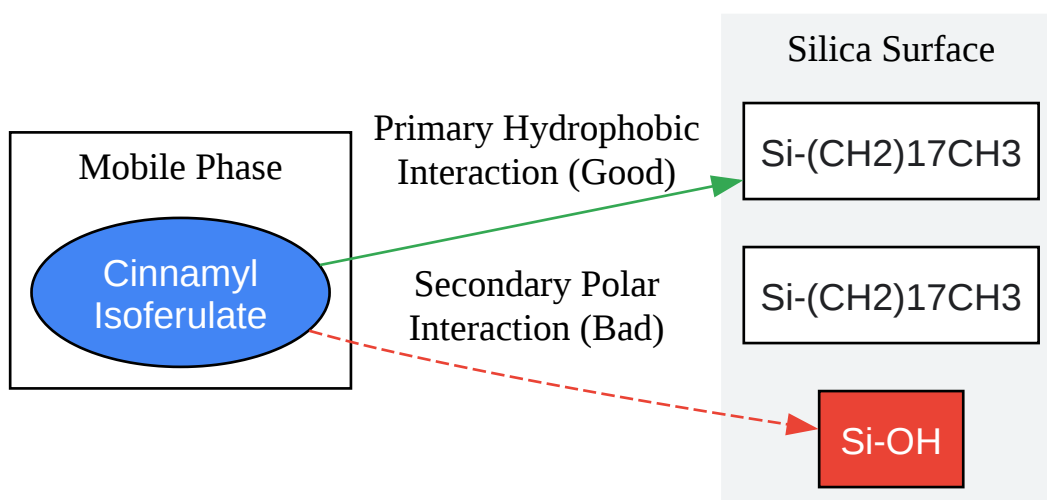 Silica Surface
Mobile Phase
Cinnamyl
Isoferulate
Primary Hydrophobic
Interaction (Good)
Secondary Polar
Interaction (Bad)
Si-(CH2)17CH3
Si-(CH2)17CH3
Si-OH